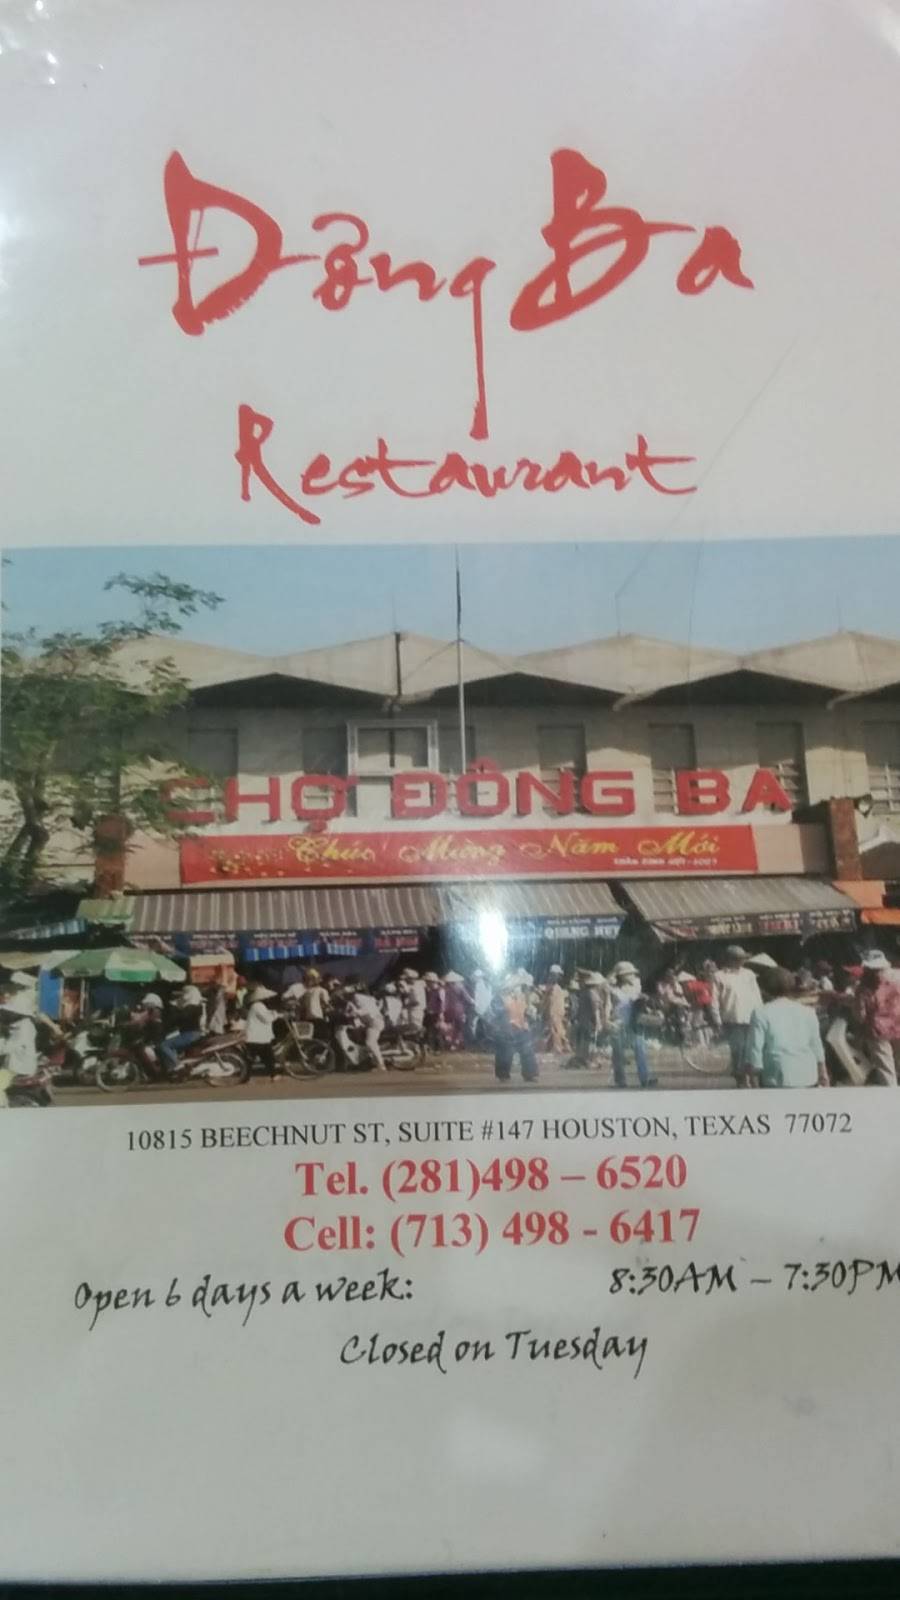 Đông Ba
Restaurant
CHỢ ĐÔNG BA
Chúc Mừng Năm Mới
10815 BEECHNUT ST, SUITE #147 HOUSTON, TEXAS 77072
Tel. (281)498 – 6520
Cell: (713) 498 - 6417
Open 6 days a week: 8:30AM – 7:30PM
Closed on Tuesday